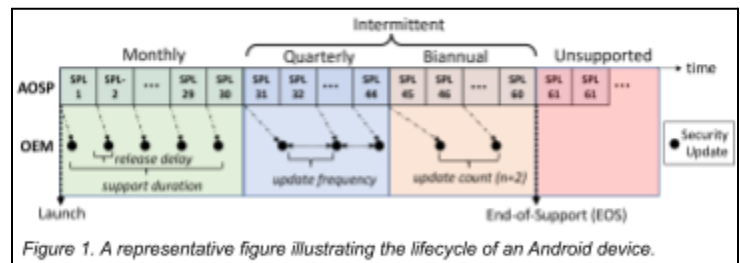 Intermittent
Monthly Quarterly Biannual Unsupported
time
AOSP
SPL 1
SPL- 2
...
SPL 29
SPL 30
SPL 31
SPL 32
...
SPL 44
SPL 45
SPL 46
...
SPL 60
SPL 61
SPL 61
...
OEM
release delay
support duration
update frequency
update count (n=2)
Security
Update
Launch
End-of-Support (EOS)
Figure 1. A representative figure illustrating the lifecycle of an Android device.